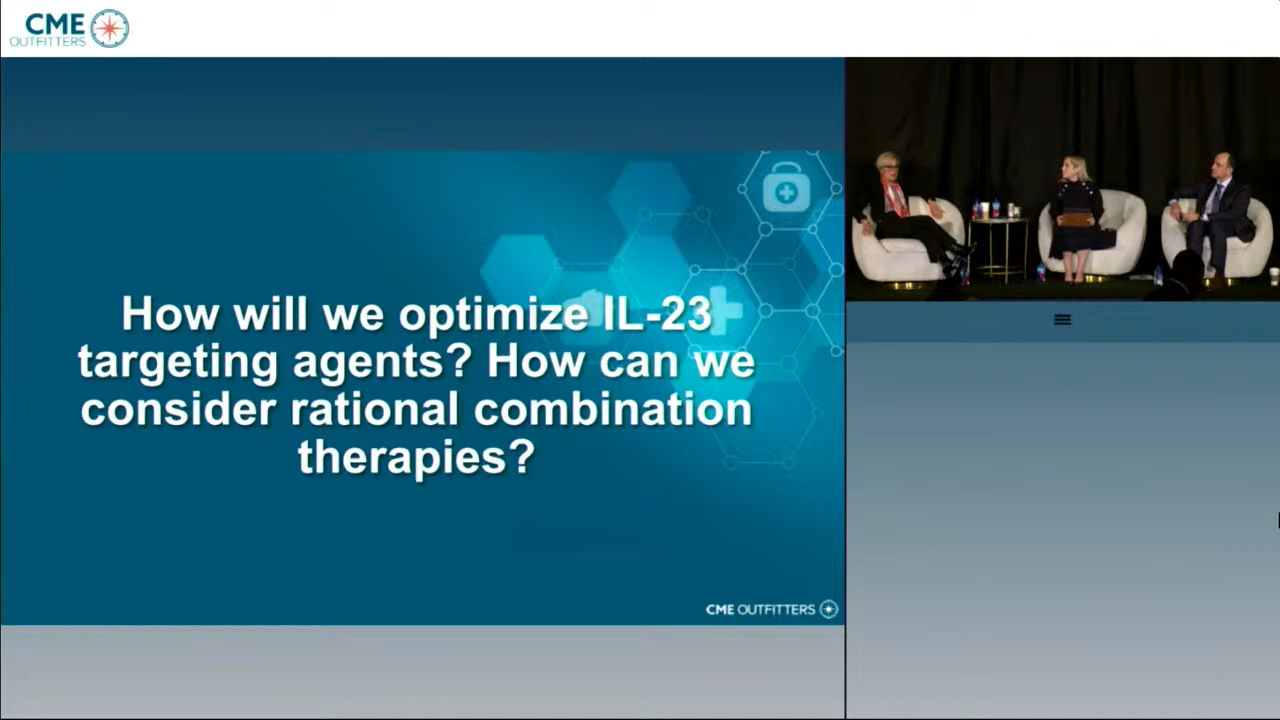 CME
OUTFITTERS
How will we optimize IL-23
targeting agents? How can we
consider rational combination
therapies?
CME OUTFITTERS